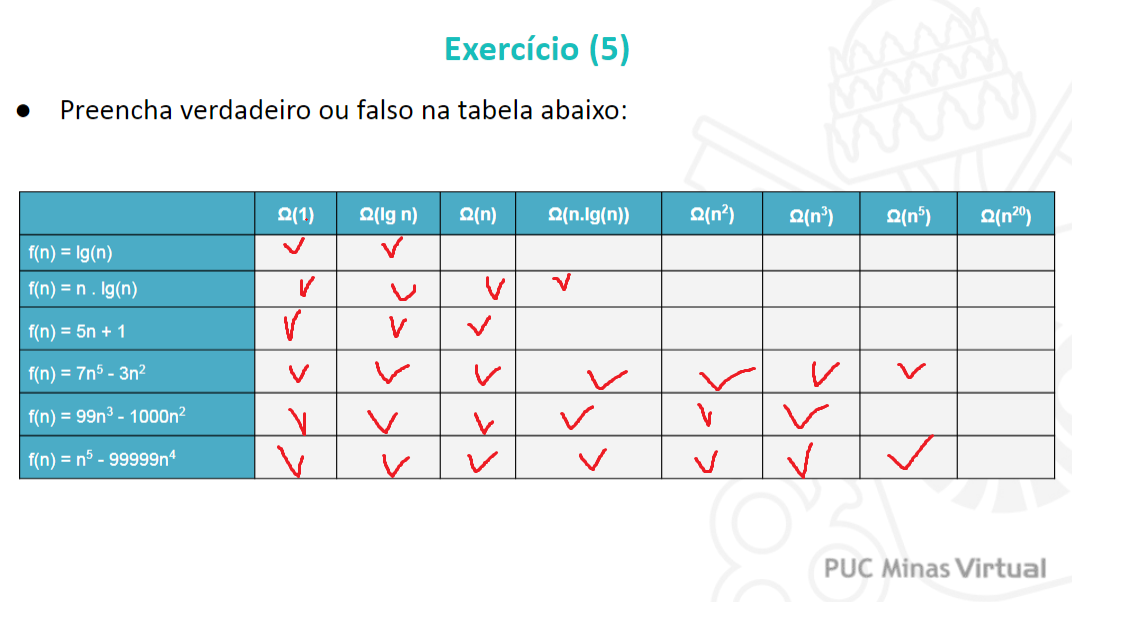 Exercício (5)
● Preencha verdadeiro ou falso na tabela abaixo:
Ω(1) Ω(lg n) Ω(n) Ω(n.lg(n)) Ω(n²) Ω(n³) Ω(n⁵) Ω(n²⁰)
f(n) = lg(n) ✓ ✓
f(n) = n . lg(n) ✓ ✓ ✓ ✓
f(n) = 5n + 1 ✓ ✓ ✓
f(n) = 7n⁵ - 3n² ✓ ✓ ✓ ✓ ✓ ✓ ✓
f(n) = 99n³ - 1000n² ✓ ✓ ✓ ✓ ✓ ✓
f(n) = n⁵ - 99999n⁴ ✓ ✓ ✓ ✓ ✓ ✓ ✓
PUC Minas Virtual